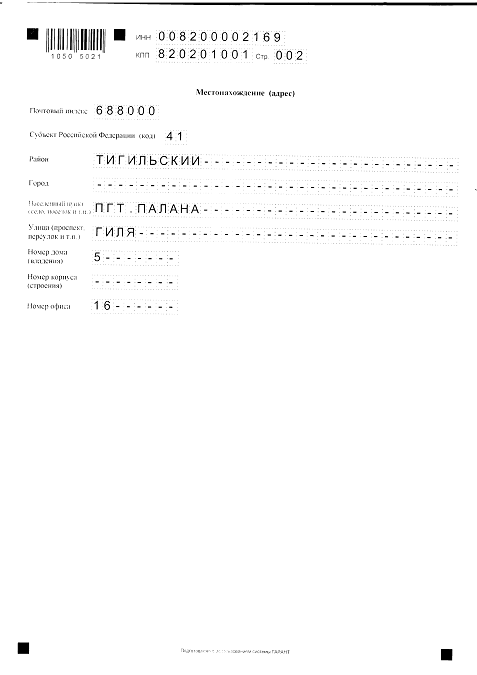 ИНН 008200002169
1050 5021
КПП 820201001 Стр. 002
Местонахождение (адрес)
Почтовый индекс 688000
Субъект Российской Федерации (код) 41
Район ТИГИЛЬСКИЙ- - - - - - - - - - - - - - - - - - - - - - - -
Город - - - - - - - - - - - - - - - - - - - - - - - - - - - - - - - - - -
Населенный пункт
(село, поселок и т.п.) ПГТ.ПАЛАНА- - - - - - - - - - - - - - - - - - - - - - - -
Улица (проспект,
переулок и т.п.) ГИЛЯ- - - - - - - - - - - - - - - - - - - - - - - - - - - - - -
Номер дома
(владения) 5- - - - - - -
Номер корпуса
(строения) - - - - - - - -
Номер офиса 16- - - - - -
Подготовлено с использованием системы ГАРАНТ